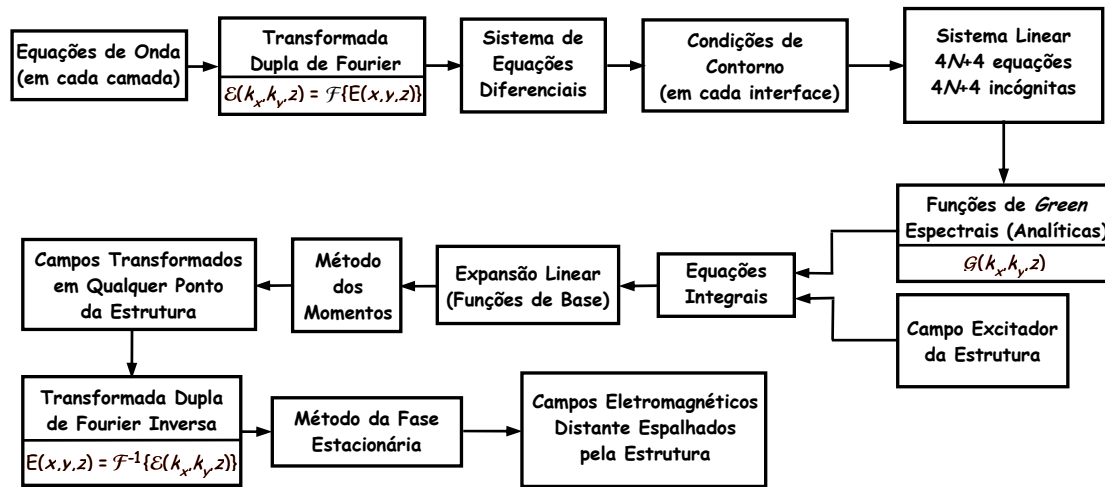 Equações de Onda
(em cada camada)
Transformada
Dupla de Fourier
ℰ(kₓ,k_y,z) = ℱ{E(x,y,z)}
Sistema de
Equações
Diferenciais
Condições de
Contorno
(em cada interface)
Sistema Linear
4N+4 equações
4N+4 incógnitas
Funções de Green
Espectrais (Analíticas)
𝒢(kₓ,k_y,z)
Campo Excitador
da Estrutura
Equações
Integrais
Expansão Linear
(Funções de Base)
Método
dos
Momentos
Campos Transformados
em Qualquer Ponto
da Estrutura
Transformada Dupla
de Fourier Inversa
E(x,y,z) = ℱ⁻¹{ℰ(kₓ,k_y,z)}
Método da Fase
Estacionária
Campos Eletromagnéticos
Distante Espalhados
pela Estrutura